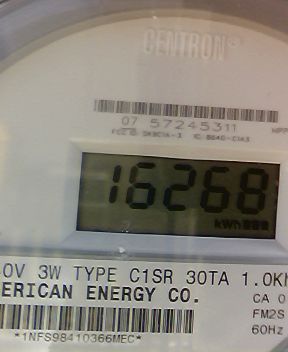 CENTRON®
07 57245311
16268
kWh
OV 3W TYPE C1SR 30TA 1.0K
ERICAN ENERGY CO.
CA 0
FM2S
60Hz
*1NFS98410366MEC*